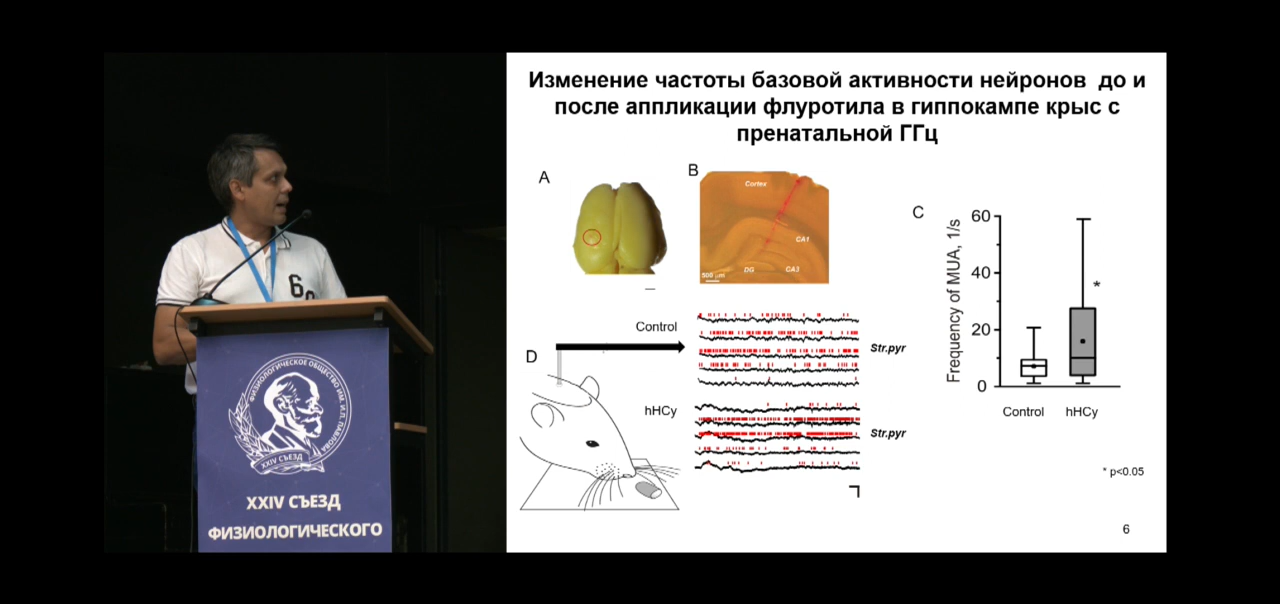 Изменение частоты базовой активности нейронов до и
после аппликации флуротила в гиппокампе крыс с
пренатальной ГГц
A
B
Cortex
CA1
DG
CA3
500 µm
C
Frequency of MUA, 1/s
60
40
20
0
*
Control
hHCy
* p<0.05
D
Control
Str.pyr
hHCy
Str.pyr
6
ФИЗИОЛОГИЧЕСКОЕ ОБЩЕСТВО ИМ. И.П. ПАВЛОВА
XXIV СЪЕЗД
XXIV СЪЕЗД
ФИЗИОЛОГИЧЕСКОГО